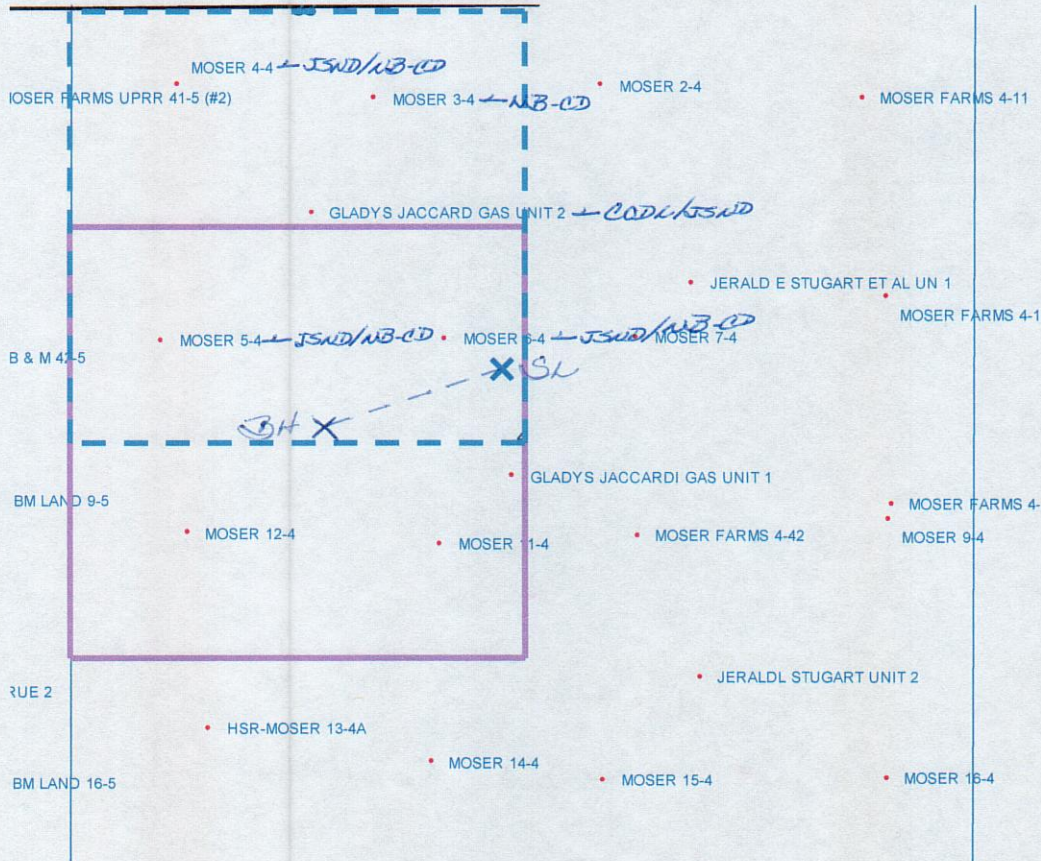 MOSER 4-4 ← JSND/NB-CD
MOSER FARMS UPRR 41-5 (#2)
MOSER 3-4 ← NB-CD
MOSER 2-4
MOSER FARMS 4-11
GLADYS JACCARD GAS UNIT 2 ← CODL/JSND
JERALD E STUGART ET AL UN 1
MOSER FARMS 4-1
B & M 42-5
MOSER 5-4 ← JSND/NB-CD
MOSER 6-4 ← JSND/NB-CD
MOSER 7-4
X SL
BH X
GLADYS JACCARDI GAS UNIT 1
BM LAND 9-5
MOSER 12-4
MOSER 11-4
MOSER FARMS 4-42
MOSER FARMS 4-
MOSER 9-4
RUE 2
JERALDL STUGART UNIT 2
HSR-MOSER 13-4A
BM LAND 16-5
MOSER 14-4
MOSER 15-4
MOSER 16-4